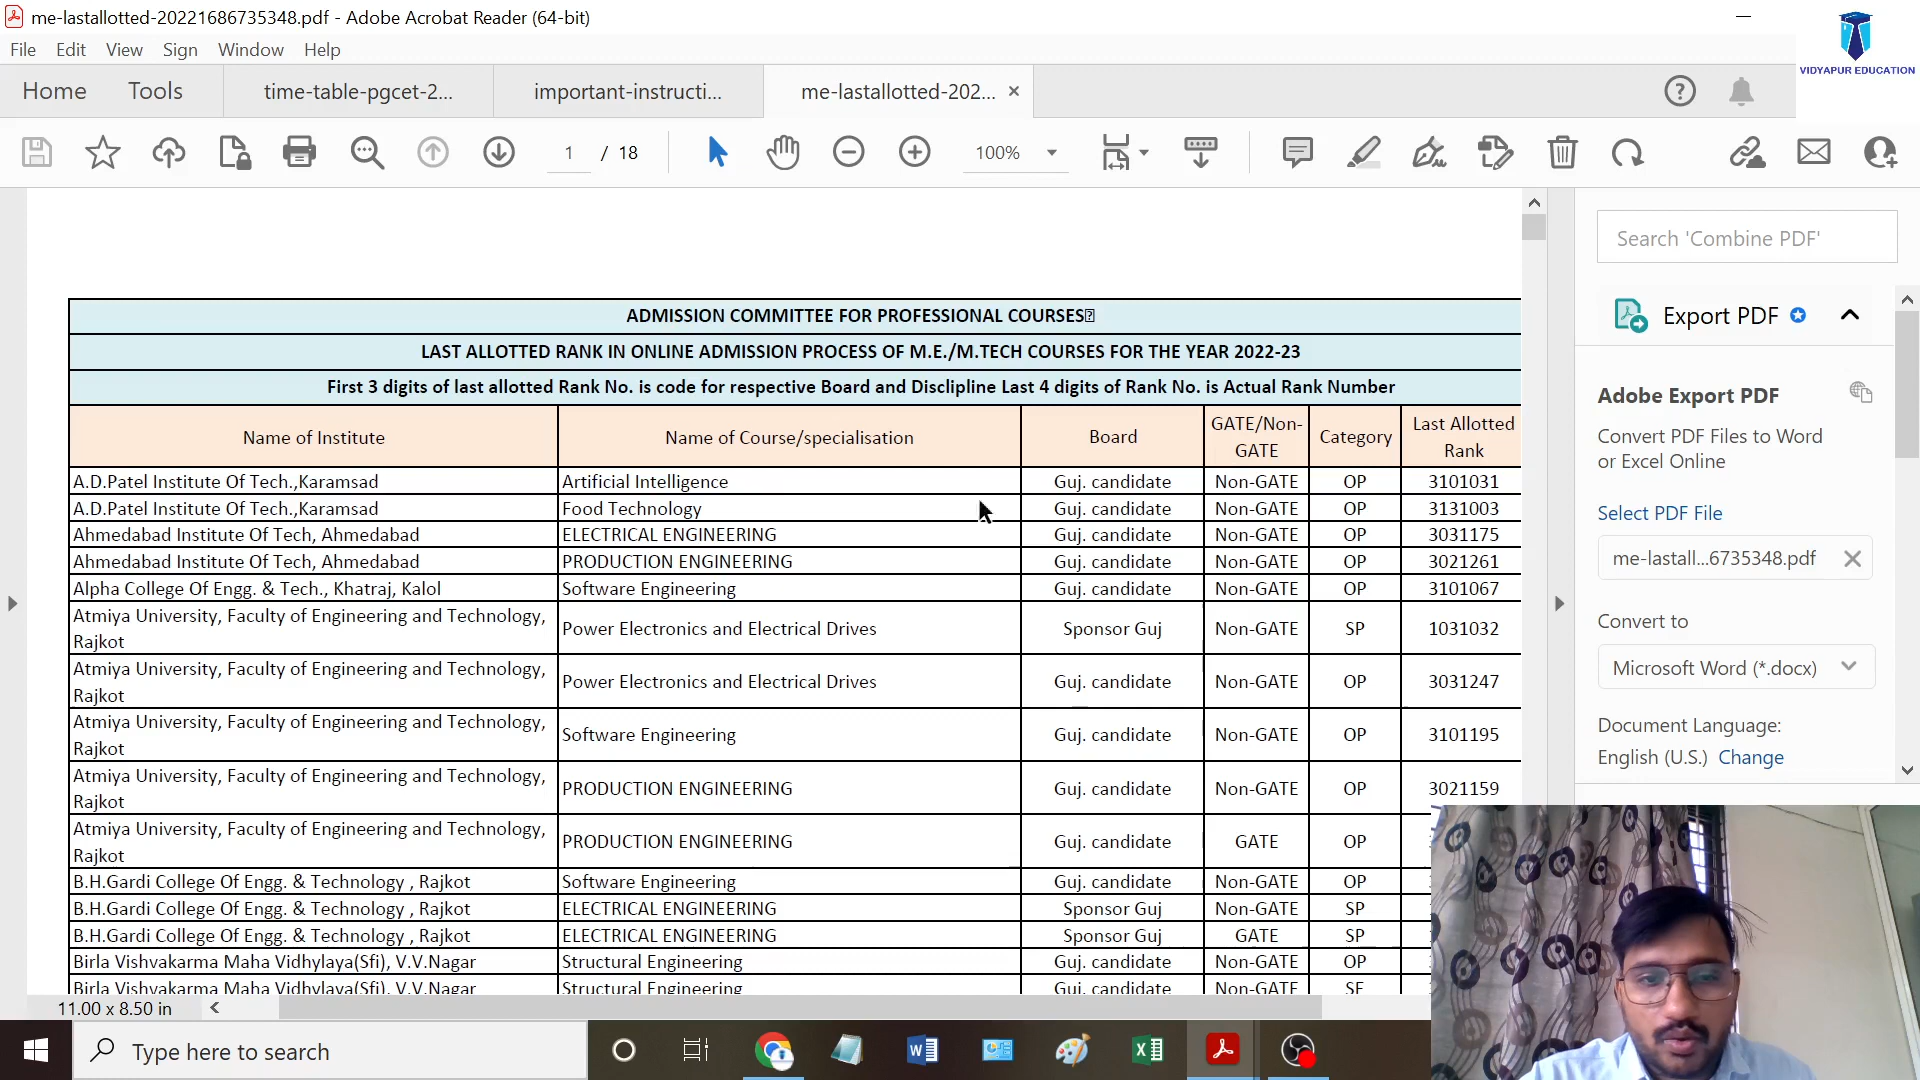 me-lastallotted-20221686735348.pdf - Adobe Acrobat Reader (64-bit)
VIDYAPUR EDUCATION
File Edit View Sign Window Help
Home Tools time-table-pgcet-2... important-instructi... me-lastallotted-202...
1 / 18 100%
Search 'Combine PDF'
ADMISSION COMMITTEE FOR PROFESSIONAL COURSES
LAST ALLOTTED RANK IN ONLINE ADMISSION PROCESS OF M.E./M.TECH COURSES FOR THE YEAR 2022-23
First 3 digits of last allotted Rank No. is code for respective Board and Disclipline Last 4 digits of Rank No. is Actual Rank Number
Name of Institute Name of Course/specialisation Board GATE/Non-GATE Category Last Allotted Rank
A.D.Patel Institute Of Tech.,Karamsad Artificial Intelligence Guj. candidate Non-GATE OP 3101031
A.D.Patel Institute Of Tech.,Karamsad Food Technology Guj. candidate Non-GATE OP 3131003
Ahmedabad Institute Of Tech, Ahmedabad ELECTRICAL ENGINEERING Guj. candidate Non-GATE OP 3031175
Ahmedabad Institute Of Tech, Ahmedabad PRODUCTION ENGINEERING Guj. candidate Non-GATE OP 3021261
Alpha College Of Engg. & Tech., Khatraj, Kalol Software Engineering Guj. candidate Non-GATE OP 3101067
Atmiya University, Faculty of Engineering and Technology,
Rajkot Power Electronics and Electrical Drives Sponsor Guj Non-GATE SP 1031032
Atmiya University, Faculty of Engineering and Technology,
Rajkot Power Electronics and Electrical Drives Guj. candidate Non-GATE OP 3031247
Atmiya University, Faculty of Engineering and Technology,
Rajkot Software Engineering Guj. candidate Non-GATE OP 3101195
Atmiya University, Faculty of Engineering and Technology,
Rajkot PRODUCTION ENGINEERING Guj. candidate Non-GATE OP 3021159
Atmiya University, Faculty of Engineering and Technology,
Rajkot PRODUCTION ENGINEERING Guj. candidate GATE OP
B.H.Gardi College Of Engg. & Technology , Rajkot Software Engineering Guj. candidate Non-GATE OP
B.H.Gardi College Of Engg. & Technology , Rajkot ELECTRICAL ENGINEERING Sponsor Guj Non-GATE SP
B.H.Gardi College Of Engg. & Technology , Rajkot ELECTRICAL ENGINEERING Sponsor Guj GATE SP
Birla Vishvakarma Maha Vidhylaya(Sfi), V.V.Nagar Structural Engineering Guj. candidate Non-GATE OP
Birla Vishvakarma Maha Vidhylaya(Sfi), V.V.Nagar Structural Engineering Guj. candidate Non-GATE SE
Export PDF
Adobe Export PDF
Convert PDF Files to Word
or Excel Online
Select PDF File
me-lastall...6735348.pdf
Convert to
Microsoft Word (*.docx)
Document Language:
English (U.S.) Change
11.00 x 8.50 in
Type here to search